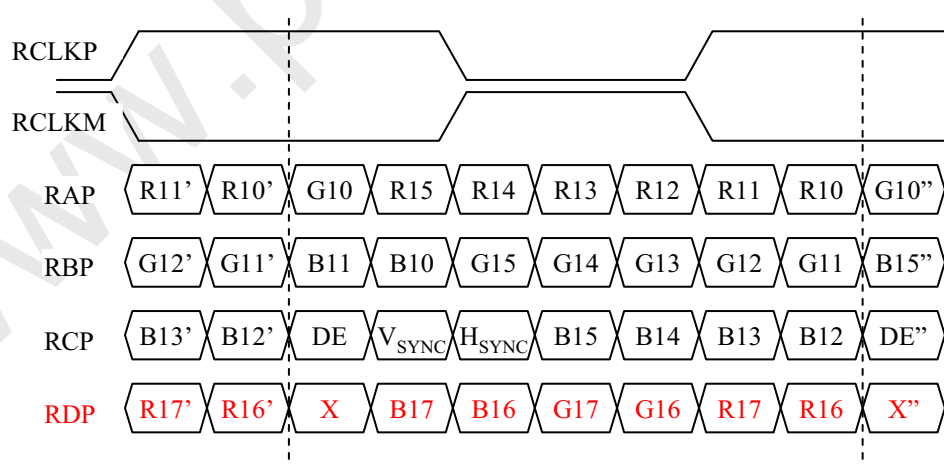 RCLKP
RCLKM
RAP R11’ R10’ G10 R15 R14 R13 R12 R11 R10 G10”
RBP G12’ G11’ B11 B10 G15 G14 G13 G12 G11 B15”
RCP B13’ B12’ DE VSYNC HSYNC B15 B14 B13 B12 DE”
RDP R17’ R16’ X B17 B16 G17 G16 R17 R16 X”